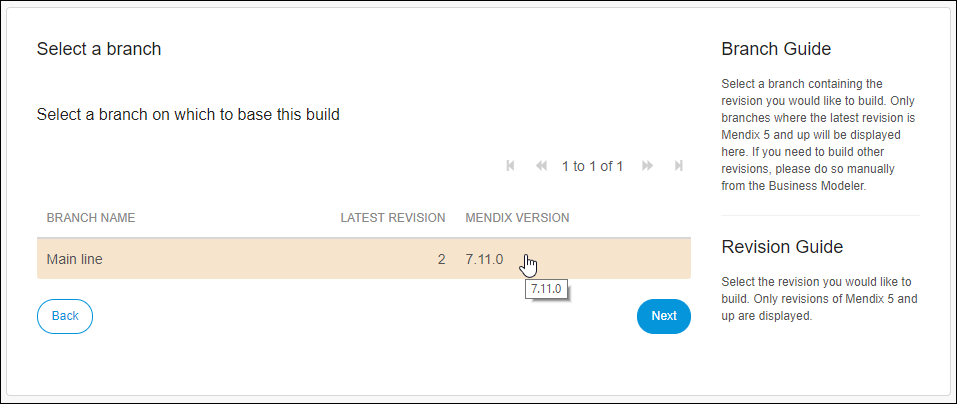 Select a branch
Select a branch on which to base this build
1 to 1 of 1
BRANCH NAME LATEST REVISION MENDIX VERSION
Main line 2 7.11.0
7.11.0
Back Next
Branch Guide
Select a branch containing the
revision you would like to build. Only
branches where the latest revision is
Mendix 5 and up will be displayed
here. If you need to build other
revisions, please do so manually
from the Business Modeler.
Revision Guide
Select the revision you would like to
build. Only revisions of Mendix 5 and
up are displayed.